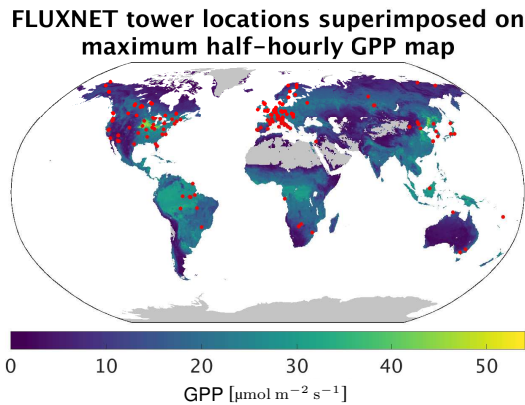 FLUXNET tower locations superimposed on
maximum half-hourly GPP map
0 10 20 30 40 50
GPP [µmol m⁻² s⁻¹]